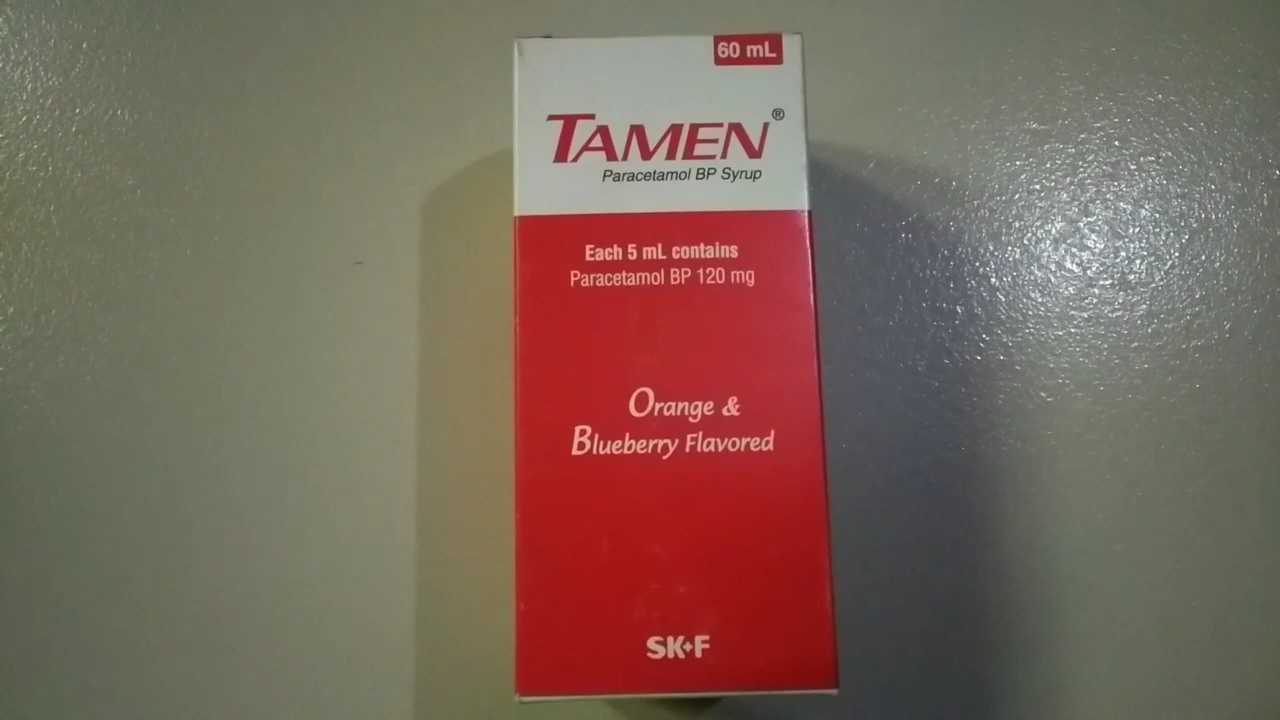 60 mL
TAMEN®
Paracetamol BP Syrup
Each 5 mL contains
Paracetamol BP 120 mg
Orange &
Blueberry Flavored
SK+F